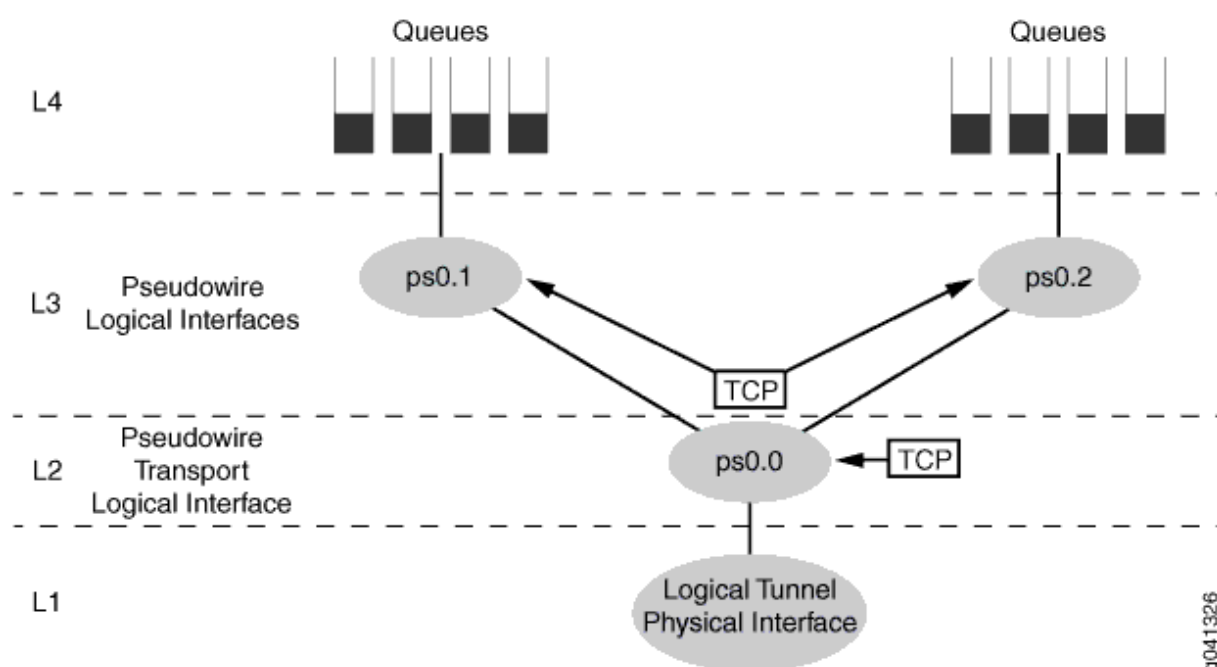 Queues
Queues
L4
L3
Pseudowire
Logical Interfaces
ps0.1
ps0.2
TCP
L2
Pseudowire
Transport
Logical Interface
ps0.0
TCP
L1
Logical Tunnel
Physical Interface
g041326